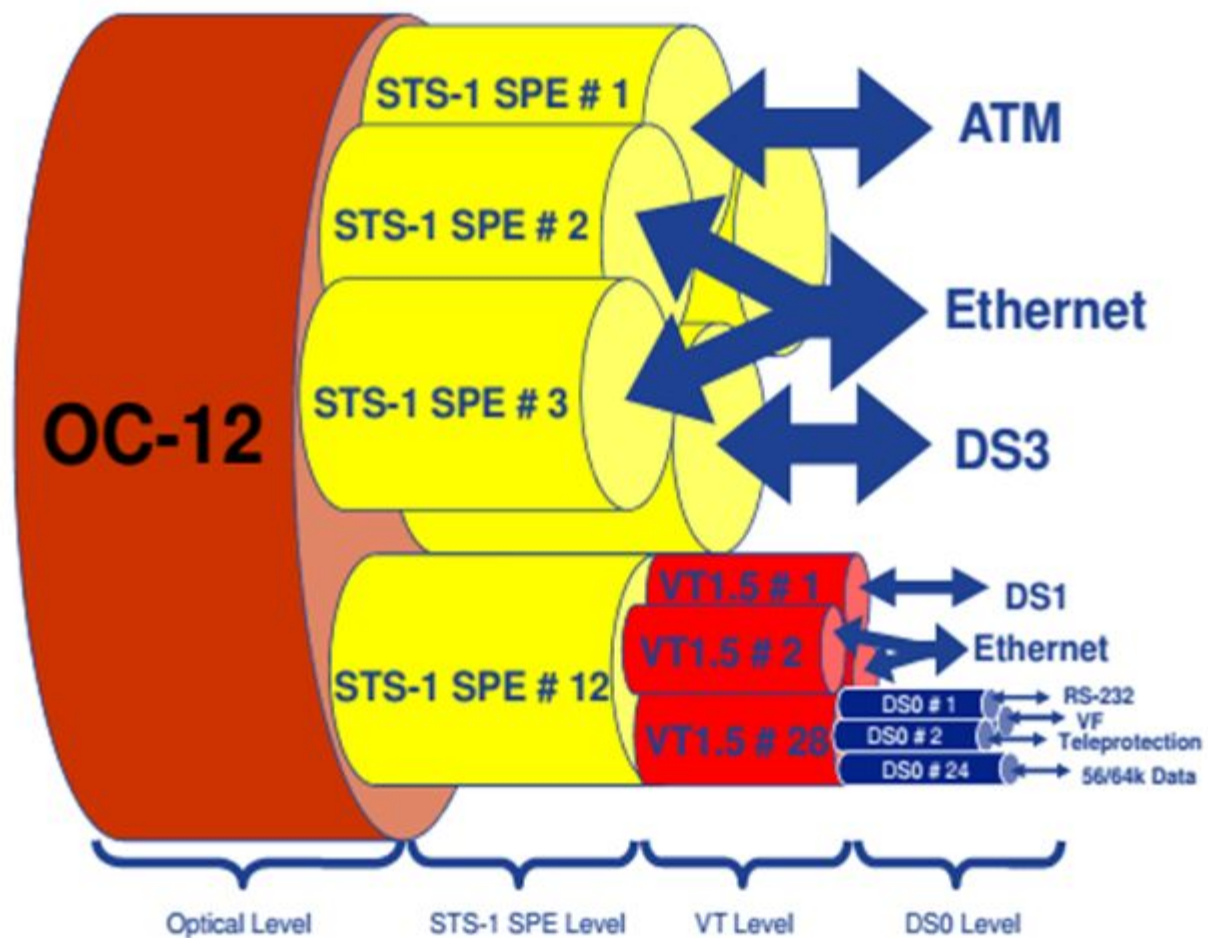 STS-1 SPE # 1
ATM
STS-1 SPE # 2
Ethernet
STS-1 SPE # 3
OC-12
DS3
VT1.5 # 1
DS1
VT1.5 # 2
Ethernet
STS-1 SPE # 12
DS0 # 1
RS-232
VF
VT1.5 # 28
DS0 # 2
Teleprotection
DS0 # 24
56/64k Data
Optical Level
STS-1 SPE Level
VT Level
DS0 Level